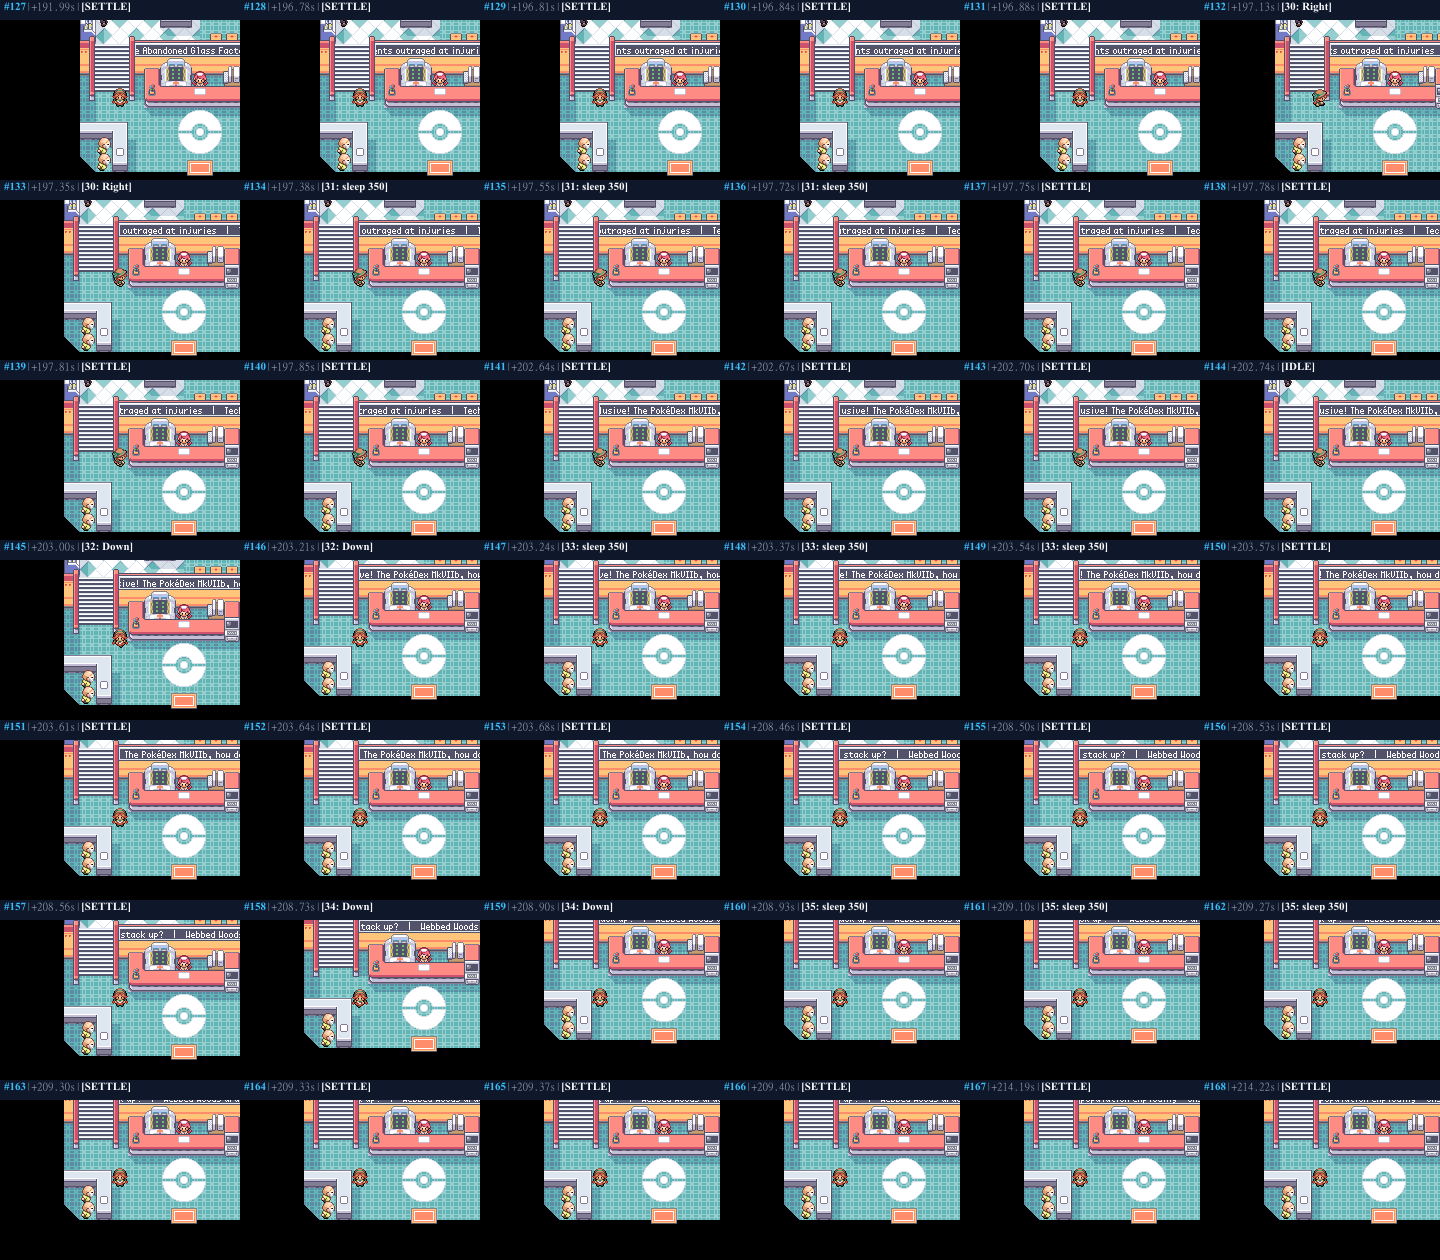 #127|+191.99s|[SETTLE] #128|+196.78s|[SETTLE] #129|+196.81s|[SETTLE] #130|+196.84s|[SETTLE] #131|+196.88s|[SETTLE] #132|+197.13s|[30: Right]
e Abandoned Glass Facto nts outraged at injuri nts outraged at injuri nts outraged at injuri nts outraged at injurie ts outraged at injuries
#133|+197.35s|[30: Right] #134|+197.38s|[31: sleep 350] #135|+197.55s|[31: sleep 350] #136|+197.72s|[31: sleep 350] #137|+197.75s|[SETTLE] #138|+197.78s|[SETTLE]
outraged at injuries | outraged at injuries | T utraged at injuries | Te traged at injuries | Tec traged at injuries | Tec traged at injuries | Tec
#139|+197.81s|[SETTLE] #140|+197.85s|[SETTLE] #141|+202.64s|[SETTLE] #142|+202.67s|[SETTLE] #143|+202.70s|[SETTLE] #144|+202.74s|[IDLE]
traged at injuries | Tech raged at injuries | Tech usive! The PokéDex MkVIIb, usive! The PokéDex MkVIIb, usive! The PokéDex MkVIIb, usive! The PokéDex MkVIIb,
#145|+203.00s|[32: Down] #146|+203.21s|[32: Down] #147|+203.24s|[33: sleep 350] #148|+203.37s|[33: sleep 350] #149|+203.54s|[33: sleep 350] #150|+203.57s|[SETTLE]
ive! The PokéDex MkVIIb, ho ve! The PokéDex MkVIIb, how ve! The PokéDex MkVIIb, how e! The PokéDex MkVIIb, how ! The PokéDex MkVIIb, how d ! The PokéDex MkVIIb, how d
#151|+203.61s|[SETTLE] #152|+203.64s|[SETTLE] #153|+203.68s|[SETTLE] #154|+208.46s|[SETTLE] #155|+208.50s|[SETTLE] #156|+208.53s|[SETTLE]
The PokéDex MkVIIb, how do The PokéDex MkVIIb, how do The PokéDex MkVIIb, how do stack up? | Webbed Wood stack up? | Webbed Woods stack up? | Webbed Woods
#157|+208.56s|[SETTLE] #158|+208.73s|[34: Down] #159|+208.90s|[34: Down] #160|+208.93s|[35: sleep 350] #161|+209.10s|[35: sleep 350] #162|+209.27s|[35: sleep 350]
stack up? | Webbed Woods tack up? | Webbed Woods
#163|+209.30s|[SETTLE] #164|+209.33s|[SETTLE] #165|+209.37s|[SETTLE] #166|+209.40s|[SETTLE] #167|+214.19s|[SETTLE] #168|+214.22s|[SETTLE]